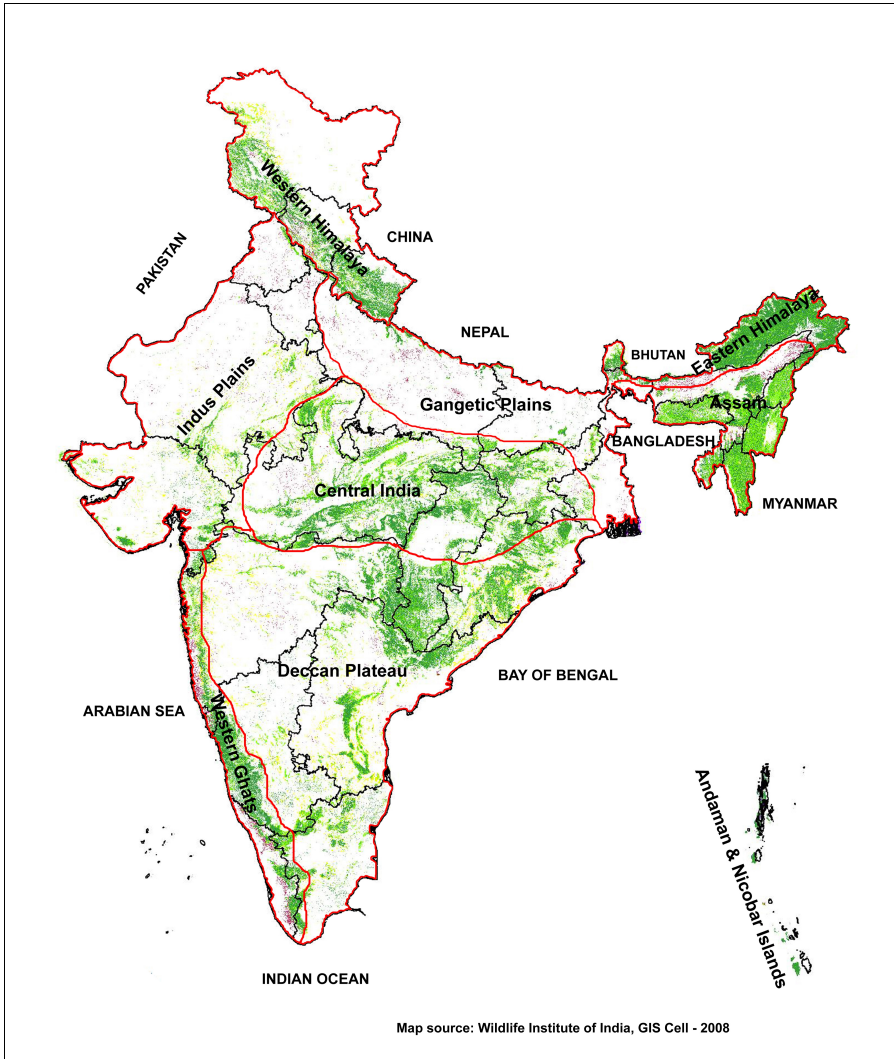 Western Himalaya
CHINA
PAKISTAN
NEPAL
Eastern Himalaya
BHUTAN
Indus Plains
Gangetic Plains
Assam
BANGLADESH
Central India
MYANMAR
Deccan Plateau
BAY OF BENGAL
ARABIAN SEA
Western Ghats
Andaman & Nicobar Islands
INDIAN OCEAN
Map source: Wildlife Institute of India, GIS Cell - 2008